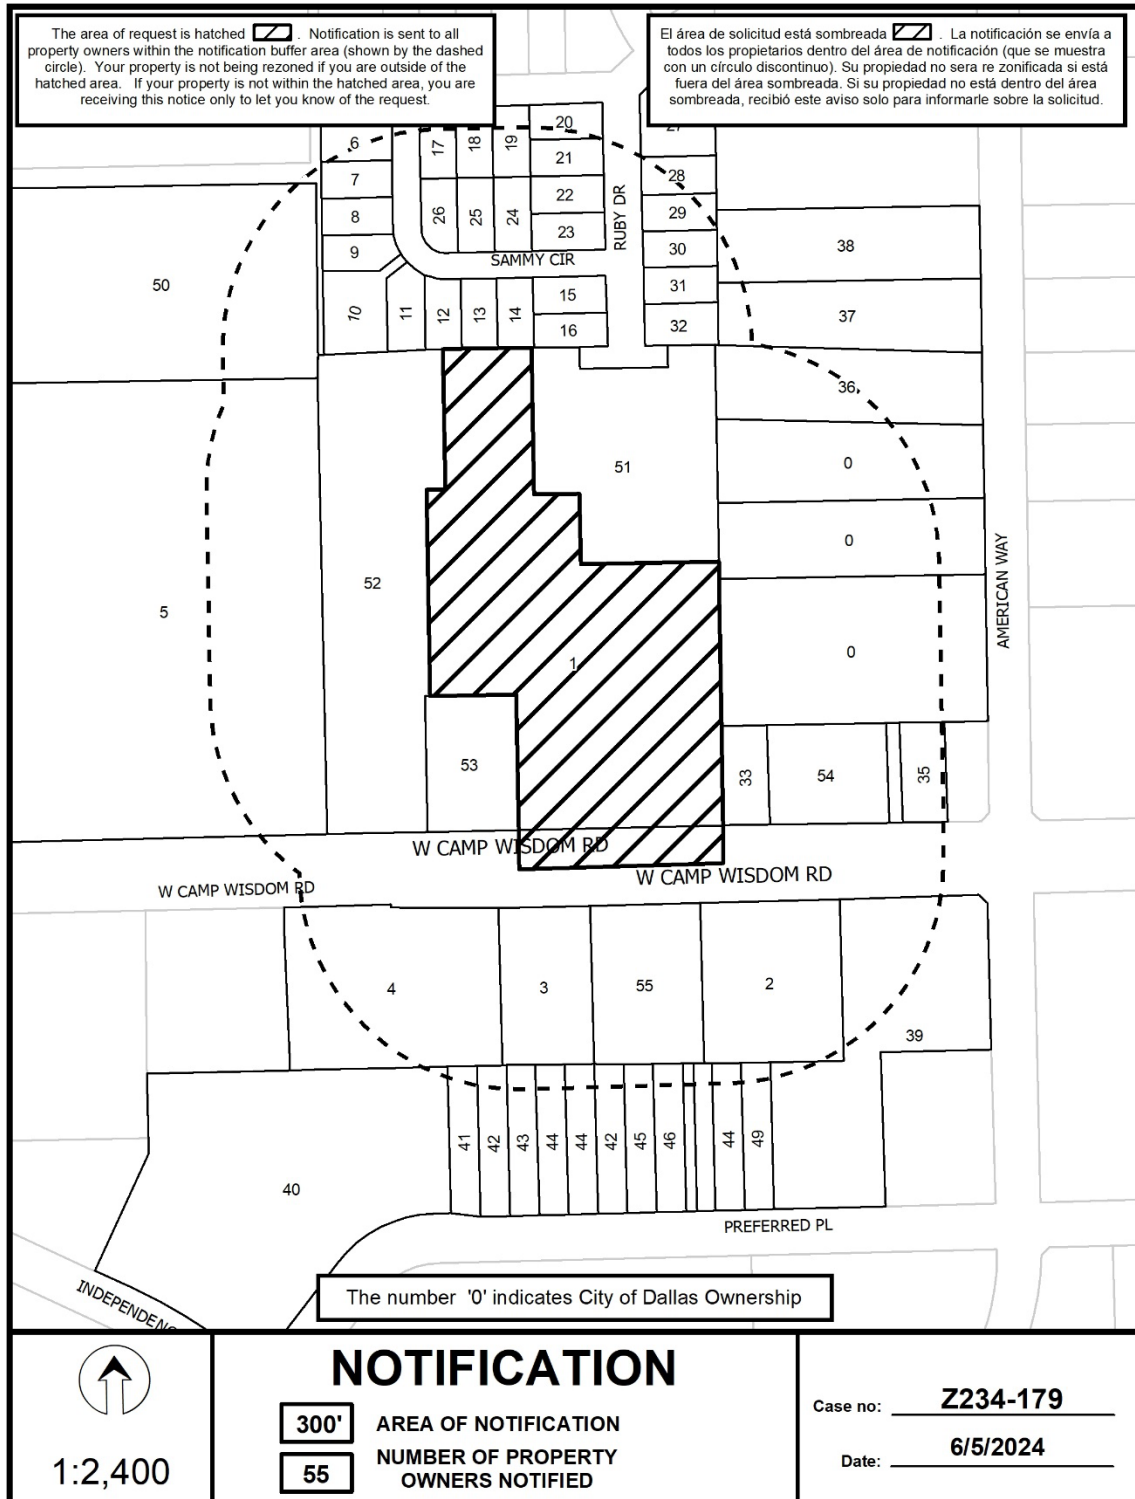 The area of request is hatched . Notification is sent to all
property owners within the notification buffer area (shown by the dashed
circle). Your property is not being rezoned if you are outside of the
hatched area. If your property is not within the hatched area, you are
receiving this notice only to let you know of the request.
El área de solicitud está sombreada . La notificación se envía a
todos los propietarios dentro del área de notificación (que se muestra
con un círculo discontinuo). Su propiedad no sera re zonificada si está
fuera del área sombreada. Si su propiedad no está dentro del área
sombreada, recibió este aviso solo para informarle sobre la solicitud.
6
7
8
9
10
11
12
13
14
17
18
19
20
21
22
23
26
25
24
SAMMY CIR
15
16
RUBY DR
27
28
29
30
31
32
38
37
36
0
0
0
AMERICAN WAY
50
5
52
51
1
53
33
54
35
W CAMP WISDOM RD
W CAMP WISDOM RD
W CAMP WISDOM RD
4
3
55
2
39
41
42
43
44
44
42
45
46
44
49
40
PREFERRED PL
The number '0' indicates City of Dallas Ownership
1:2,400
NOTIFICATION
300' AREA OF NOTIFICATION
55 NUMBER OF PROPERTY
OWNERS NOTIFIED
Case no: Z234-179
Date: 6/5/2024